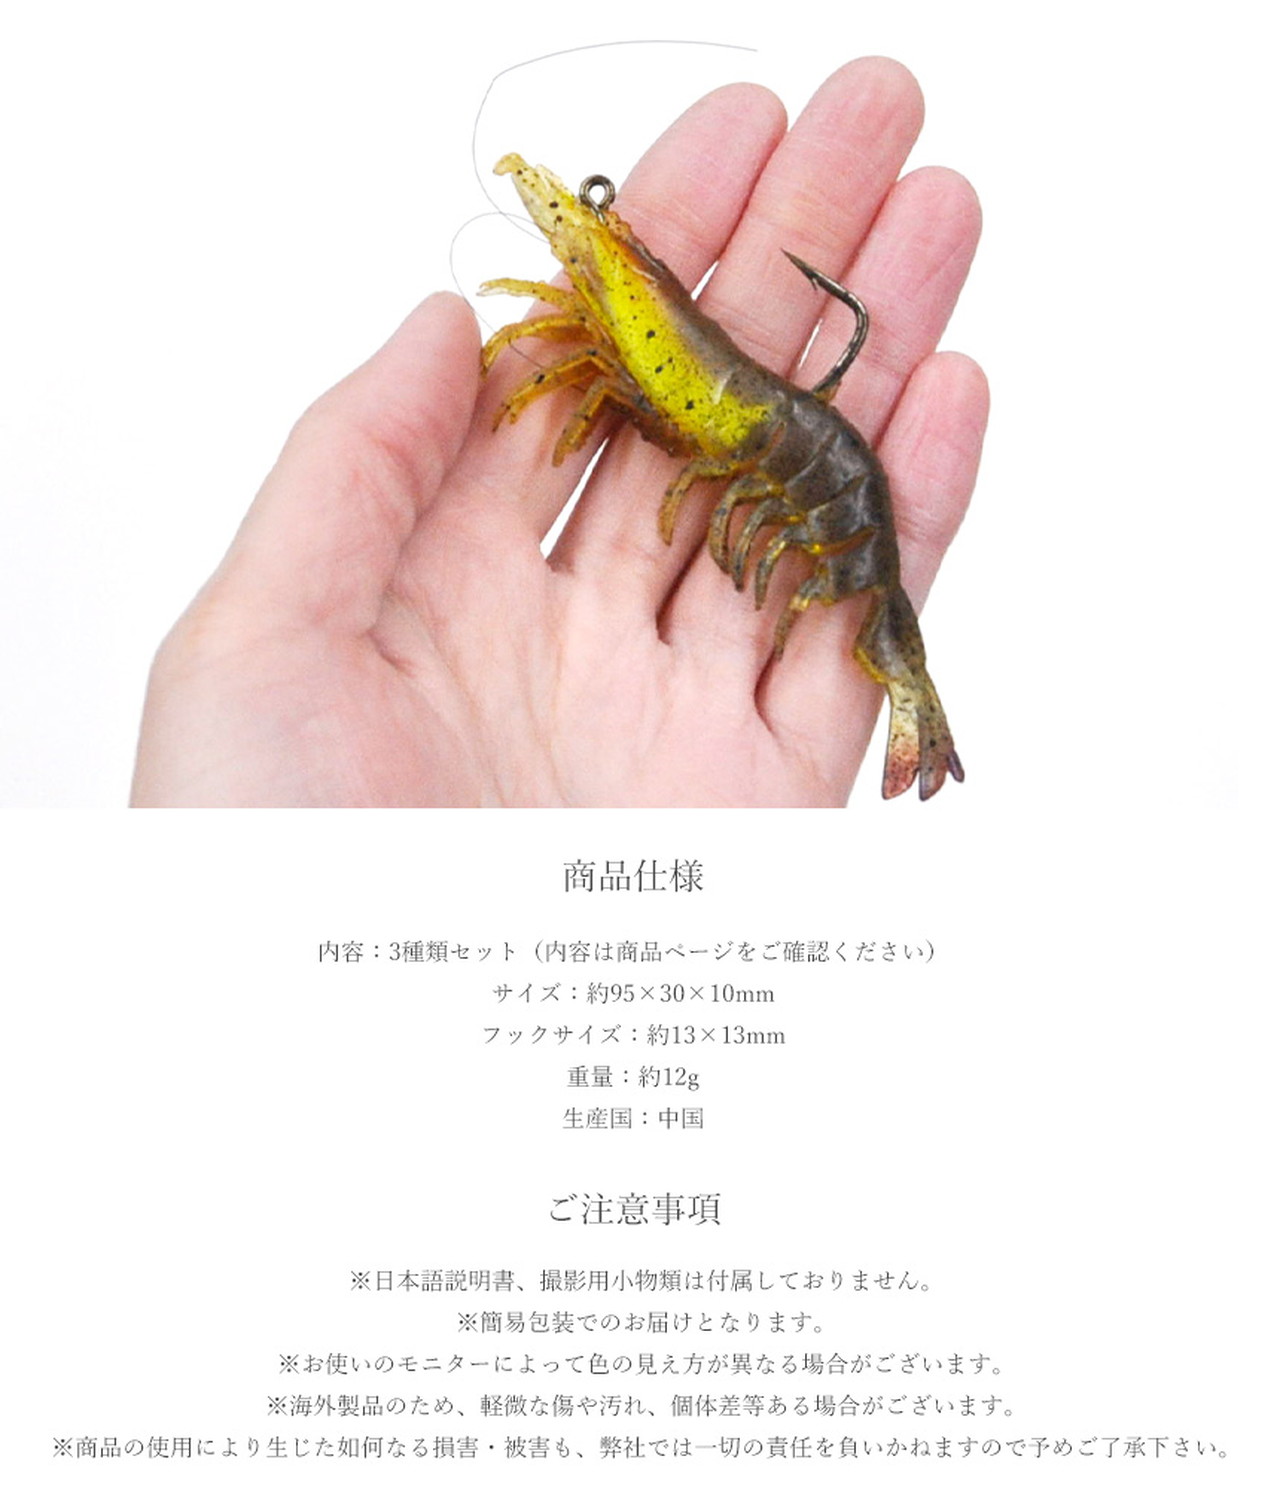 商品仕様
内容：3種類セット（内容は商品ページをご確認ください）
サイズ：約95×30×10mm
フックサイズ：約13×13mm
重量：約12g
生産国：中国
ご注意事項
※日本語説明書、撮影用小物類は付属しておりません。
※簡易包装でのお届けとなります。
※お使いのモニターによって色の見え方が異なる場合がございます。
※海外製品のため、軽微な傷や汚れ、個体差等ある場合がございます。
※商品の使用により生じた如何なる損害・被害も、弊社では一切の責任を負いかねますので予めご了承下さい。